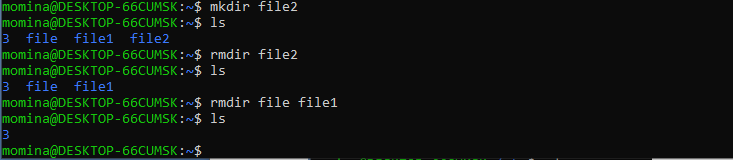 momina@DESKTOP-66CUMSK:~$ mkdir file2
momina@DESKTOP-66CUMSK:~$ ls
3  file  file1  file2
momina@DESKTOP-66CUMSK:~$ rmdir file2
momina@DESKTOP-66CUMSK:~$ ls
3  file  file1
momina@DESKTOP-66CUMSK:~$ rmdir file file1
momina@DESKTOP-66CUMSK:~$ ls
3
momina@DESKTOP-66CUMSK:~$